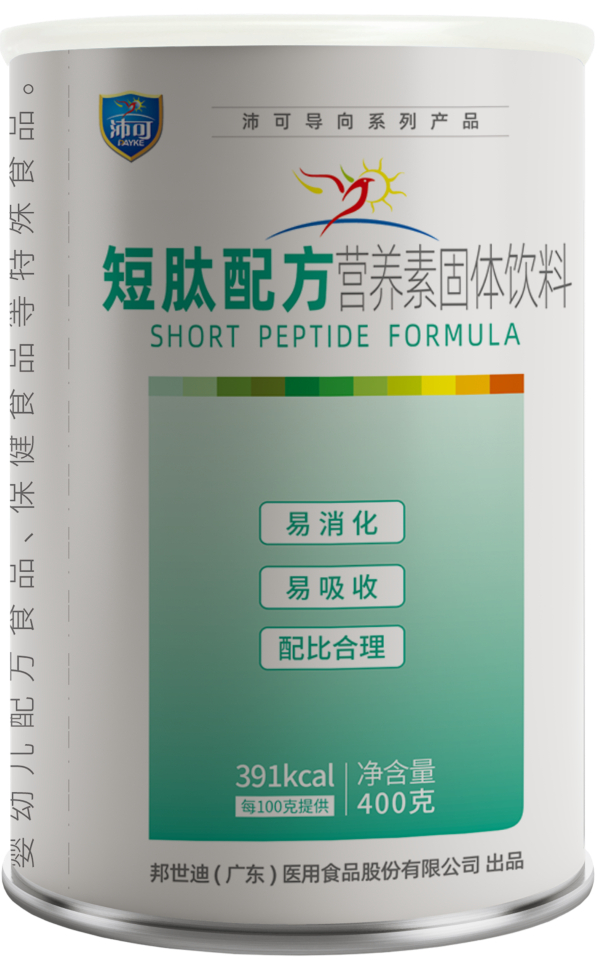 沛可
PAYKE
沛可导向系列产品
短肽配方营养素固体饮料
SHORT PEPTIDE FORMULA
易消化
易吸收
配比合理
391kcal
每100克提供
净含量
400克
邦世迪(广东)医用食品股份有限公司 出品
婴幼儿配方食品、保健食品等特殊食品。